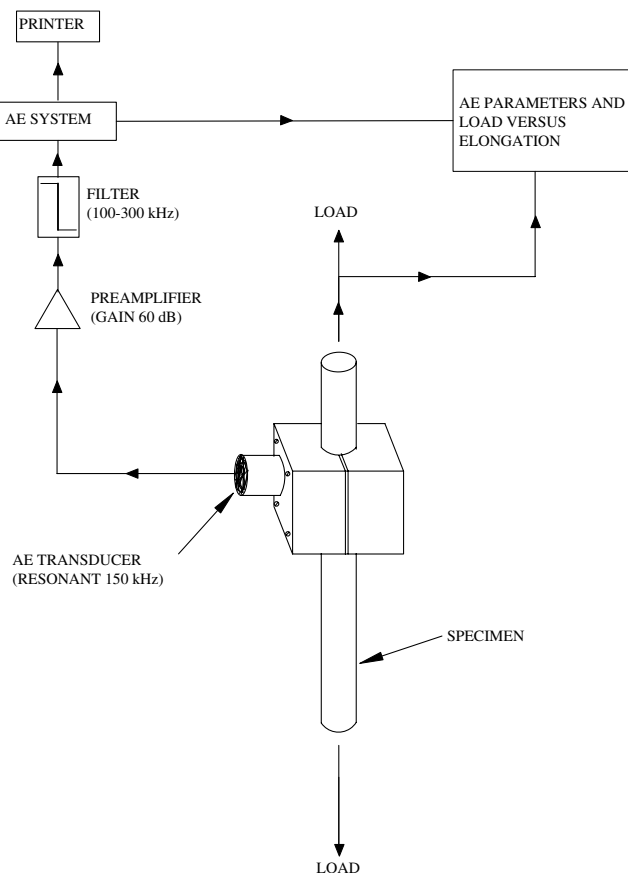 PRINTER
AE SYSTEM
AE PARAMETERS AND
LOAD VERSUS
ELONGATION
FILTER
(100-300 kHz)
LOAD
PREAMPLIFIER
(GAIN 60 dB)
AE TRANSDUCER
(RESONANT 150 kHz)
SPECIMEN
LOAD